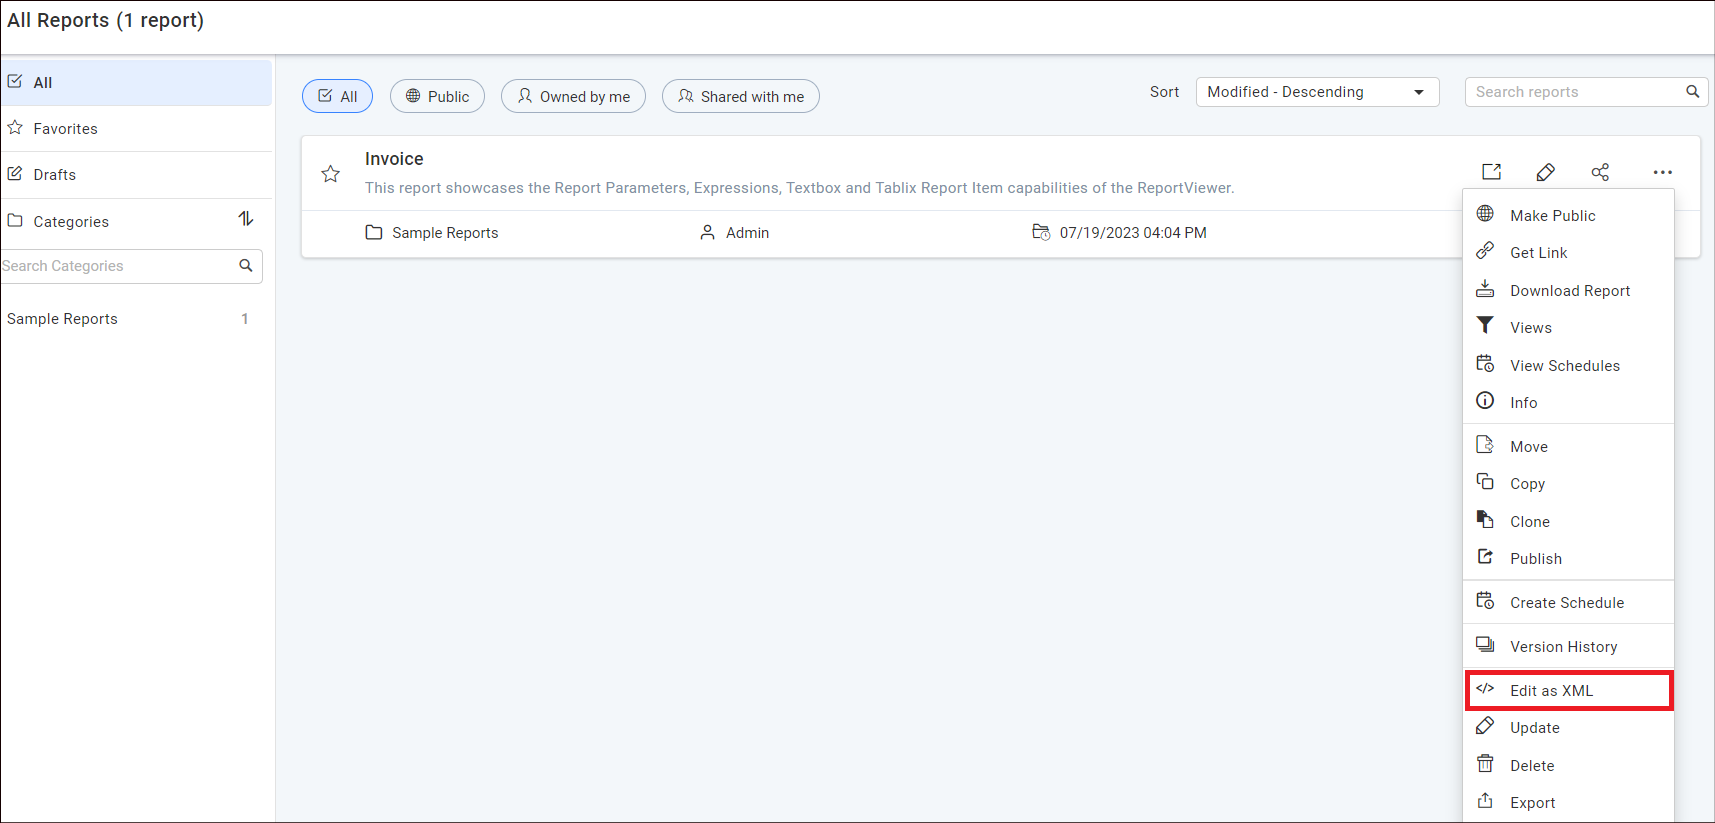 All Reports (1 report)
All
Favorites
Drafts
Categories
Search Categories
Sample Reports 1
All Public Owned by me Shared with me
Sort Modified - Descending Search reports
Invoice
This report showcases the Report Parameters, Expressions, Textbox and Tablix Report Item capabilities of the ReportViewer.
Sample Reports Admin 07/19/2023 04:04 PM
Make Public
Get Link
Download Report
Views
View Schedules
Info
Move
Copy
Clone
Publish
Create Schedule
Version History
Edit as XML
Update
Delete
Export